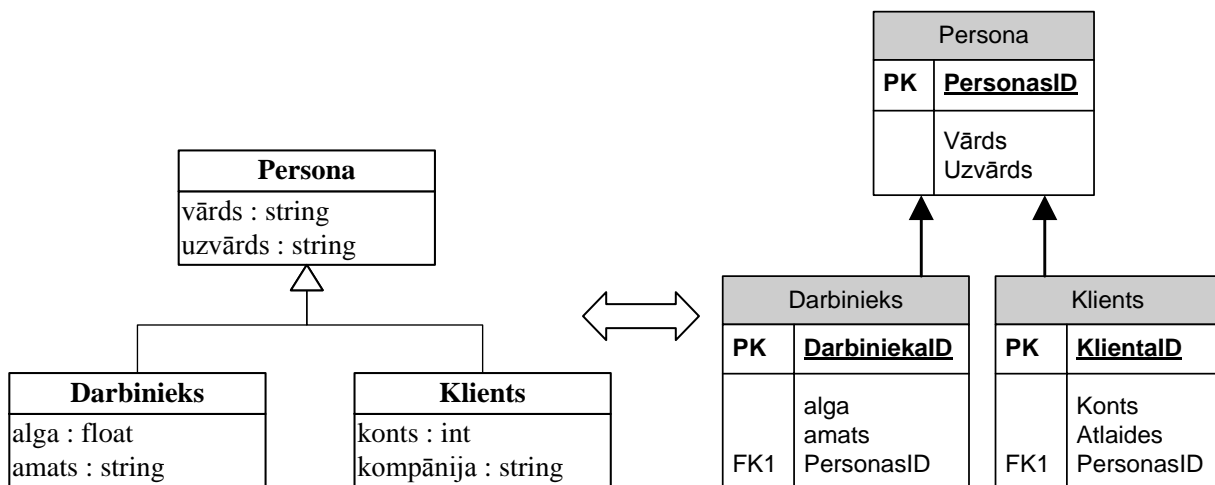 Persona
vārds : string
uzvārds : string
Darbinieks
alga : float
amats : string
Klients
konts : int
kompānija : string
Persona
PK PersonasID
Vārds
Uzvārds
Darbinieks
PK DarbiniekaID
alga
amats
FK1 PersonasID
Klients
PK KlientaID
Konts
Atlaides
FK1 PersonasID